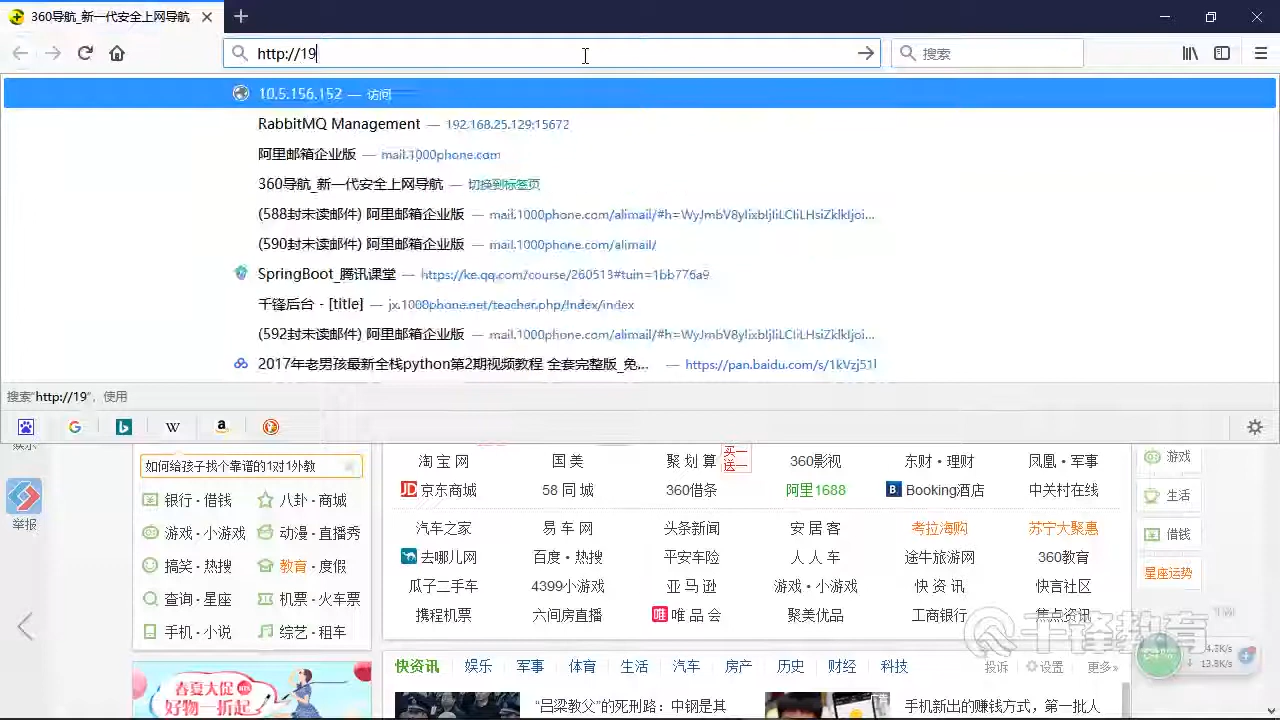 360导航_新一代安全上网导航
http://19
搜索
10.5.156.152 — 访问
RabbitMQ Management — 192.168.25.129:15672
阿里邮箱企业版 — mail.1000phone.com
360导航_新一代安全上网导航 — 切换到标签页
(588封未读邮件) 阿里邮箱企业版 — mail.1000phone.com/alimail/#h=WyJmbV8yIixbIjIiLCIiLHsiZklkIjoi...
(590封未读邮件) 阿里邮箱企业版 — mail.1000phone.com/alimail/
SpringBoot_腾讯课堂 — https://ke.qq.com/course/260513#tuin=1bb776a9
千锋后台 - [title] — jx.1000phone.net/teacher.php/Index/index
(592封未读邮件) 阿里邮箱企业版 — mail.1000phone.com/alimail/#h=WyJmbV8yIixbIjIiLCIiLHsiZklkIjoi...
2017年老男孩最新全栈python第2期视频教程 全套完整版_免... — https://pan.baidu.com/s/1kVzj51l
搜索"http://19"，使用
G b W a
娱乐
如何给孩子找个靠谱的1对1外教
淘 宝 网 国 美 聚 划 算 买一送一 360影视 东财・理财 凤凰・军事 游戏
举报
银行・借钱 八卦・商城 JD 京东商城 58 同 城 360借条 阿里1688 B. Booking酒店 中关村在线 生活
游戏・小游戏 动漫・直播秀 汽车之家 易 车 网 头条新闻 安 居 客 考拉海购 苏宁大聚惠 借钱
搞笑・热搜 教育・度假 去哪儿网 百度・热搜 平安车险 人 人 车 途牛旅游网 360教育 星座运势
瓜子二手车 4399小游戏 亚 马 逊 游戏・小游戏 快 资 讯 快言社区
查询・星座 机票・火车票 携程机票 六间房直播 唯 唯 品 会 聚美优品 工商银行 焦点资讯
手机・小说 综艺・租车
千锋教育 TM
快资讯 娱乐 军事 体育 生活 汽车 房产 历史 财经 科技 投诉 设置 更多»
13.8K/s
春夏大促
好物一折起
“吕梁教父”的死刑路：中钢是其
手机新出的赚钱方式，第一批人